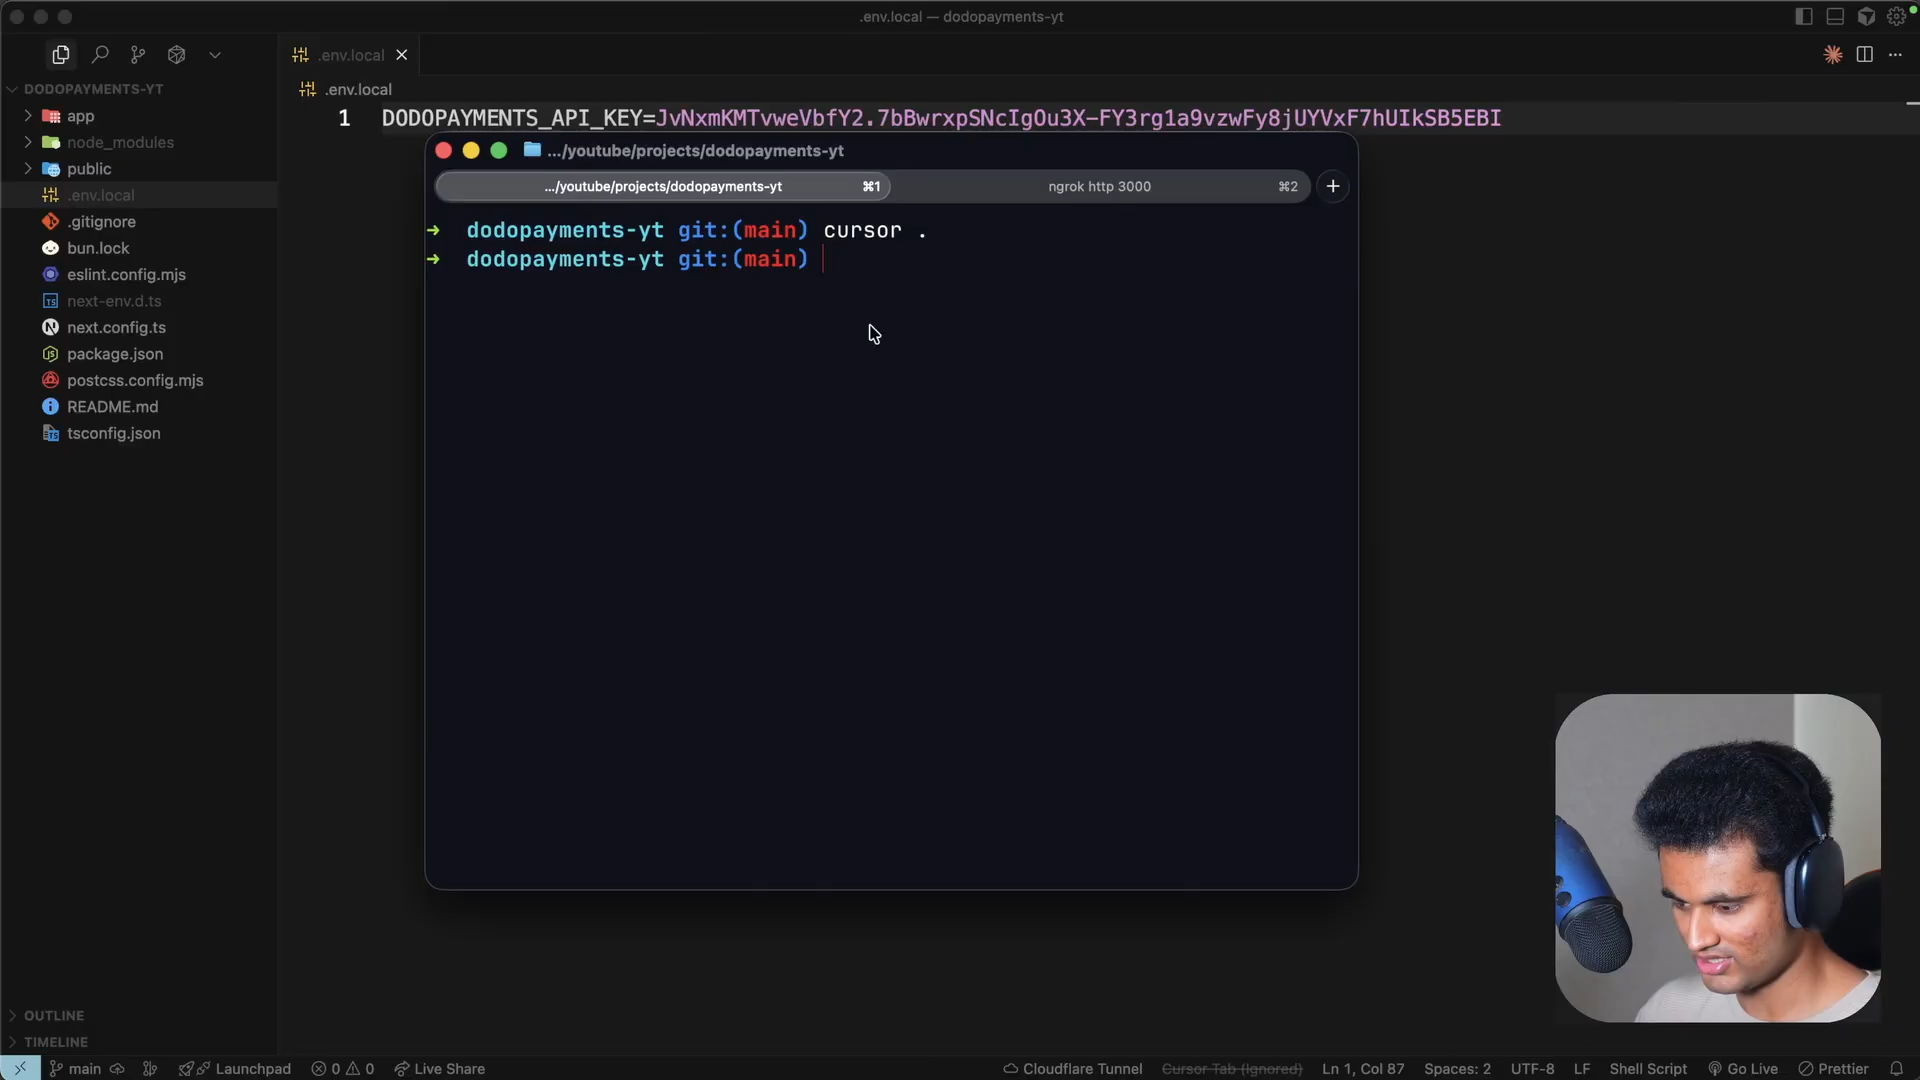 .env.local — dodopayments-yt
.env.local
DODOPAYMENTS-YT
app
node_modules
public
.env.local
.gitignore
bun.lock
eslint.config.mjs
next-env.d.ts
next.config.ts
package.json
postcss.config.mjs
README.md
tsconfig.json
OUTLINE
TIMELINE
.env.local
1 DODOPAYMENTS_API_KEY=JvNxmKMTvweVbfY2.7bBwrxpSNcIgOu3X-FY3rg1a9vzwFy8jUYVxF7hUIkSB5EBI
.../youtube/projects/dodopayments-yt
.../youtube/projects/dodopayments-yt ⌘1 ngrok http 3000 ⌘2 +
→ dodopayments-yt git:(main) cursor .
→ dodopayments-yt git:(main)
main Launchpad 0 0 Live Share Cloudflare Tunnel Cursor Tab (Ignored) Ln 1, Col 87 Spaces: 2 UTF-8 LF Shell Script Go Live Prettier